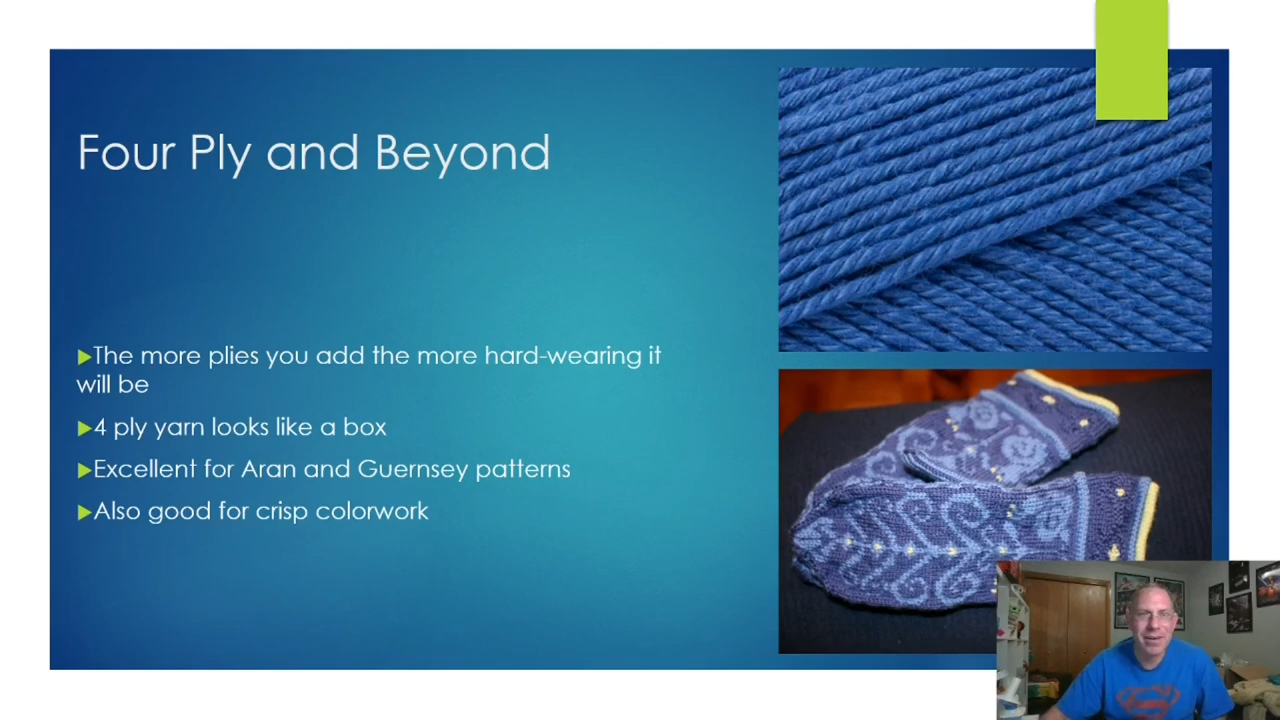 Four Ply and Beyond
▶The more plies you add the more hard-wearing it
will be
▶4 ply yarn looks like a box
▶Excellent for Aran and Guernsey patterns
▶Also good for crisp colorwork